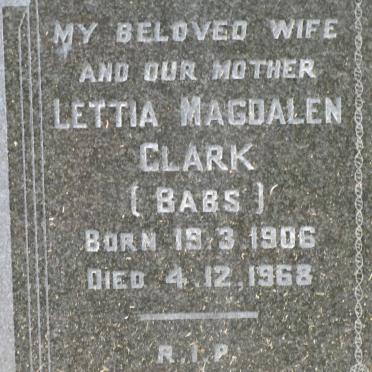 MY BELOVED WIFE
AND OUR MOTHER
LETTIA MAGDALEN
CLARK
( BABS )
BORN 19.3.1906
DIED 4.12.1968
R.I.P.